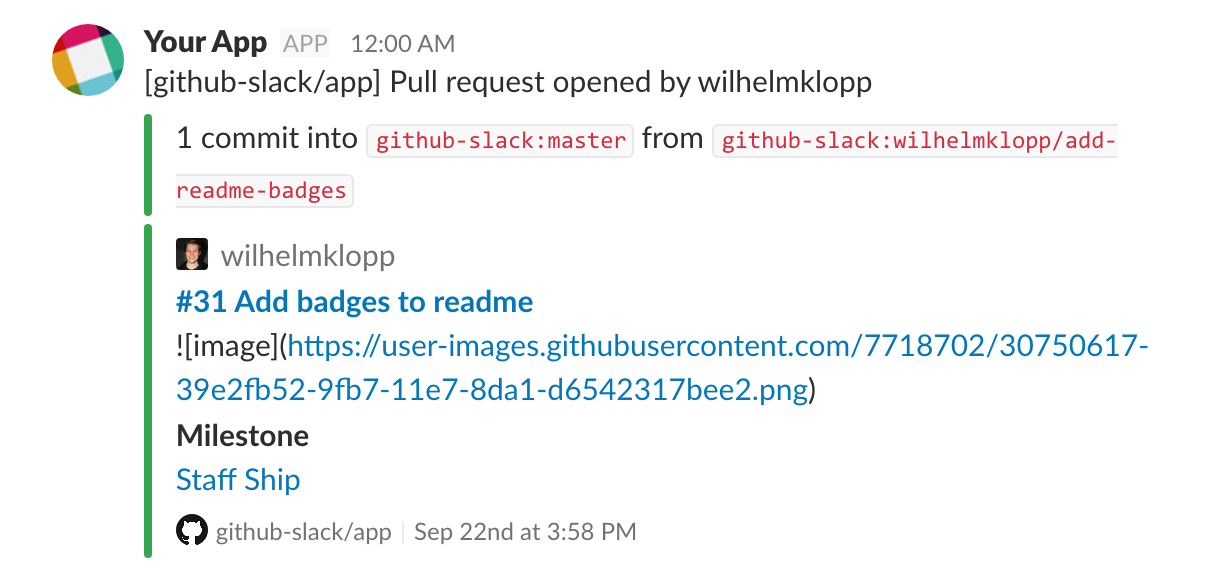 Your App APP 12:00 AM
[github-slack/app] Pull request opened by wilhelmklopp
1 commit into github-slack:master from github-slack:wilhelmklopp/add-
readme-badges
wilhelmklopp
#31 Add badges to readme
![image](https://user-images.githubusercontent.com/7718702/30750617-
39e2fb52-9fb7-11e7-8da1-d6542317bee2.png)
Milestone
Staff Ship
github-slack/app | Sep 22nd at 3:58 PM